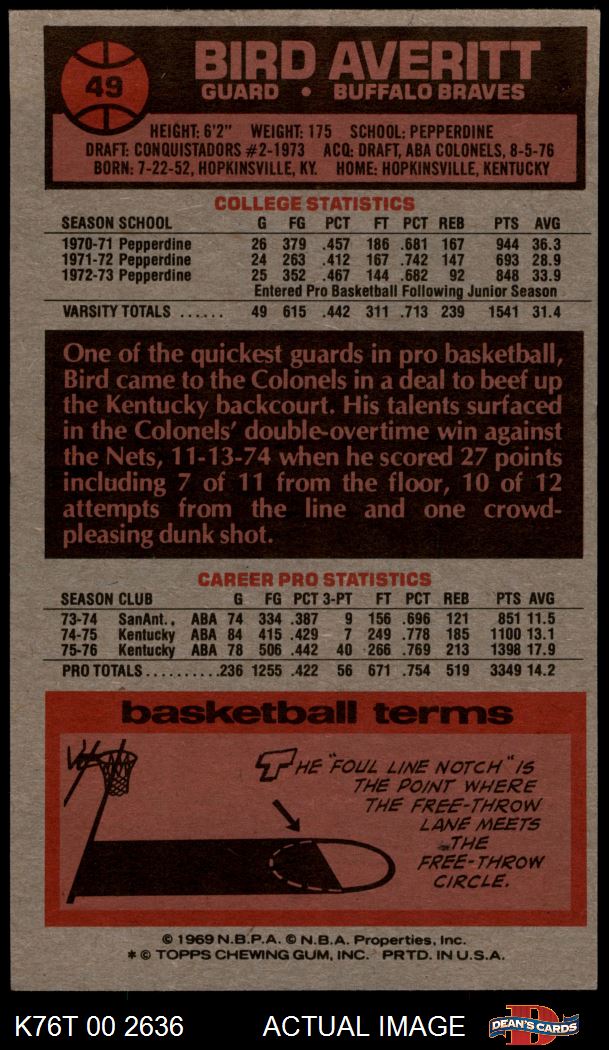 49
BIRD AVERITT
GUARD • BUFFALO BRAVES
HEIGHT: 6'2" WEIGHT: 175 SCHOOL: PEPPERDINE
DRAFT: CONQUISTADORS #2-1973 ACQ: DRAFT, ABA COLONELS, 8-5-76
BORN: 7-22-52, HOPKINSVILLE, KY. HOME: HOPKINSVILLE, KENTUCKY
COLLEGE STATISTICS
SEASON SCHOOL G FG PCT FT PCT REB PTS AVG
1970-71 Pepperdine 26 379 .457 186 .681 167 944 36.3
1971-72 Pepperdine 24 263 .412 167 .742 147 693 28.9
1972-73 Pepperdine 25 352 .467 144 .682 92 848 33.9
Entered Pro Basketball Following Junior Season
VARSITY TOTALS ...... 49 615 .442 311 .713 239 1541 31.4
One of the quickest guards in pro basketball,
Bird came to the Colonels in a deal to beef up
the Kentucky backcourt. His talents surfaced
in the Colonels' double-overtime win against
the Nets, 11-13-74 when he scored 27 points
including 7 of 11 from the floor, 10 of 12
attempts from the line and one crowd-
pleasing dunk shot.
CAREER PRO STATISTICS
SEASON CLUB G FG PCT 3-PT FT PCT REB PTS AVG
73-74 SanAnt., ABA 74 334 .387 9 156 .696 121 851 11.5
74-75 Kentucky ABA 84 415 .429 7 249 .778 185 1100 13.1
75-76 Kentucky ABA 78 506 .442 40 266 .769 213 1398 17.9
PRO TOTALS..........236 1255 .422 56 671 .754 519 3349 14.2
basketball terms
THE "FOUL LINE NOTCH" IS
THE POINT WHERE
THE FREE-THROW
LANE MEETS
THE
FREE-THROW
CIRCLE.
© 1969 N.B.P.A. © N.B.A. Properties, Inc.
* © TOPPS CHEWING GUM, INC. PRTD. IN U.S.A.
K76T 00 2636 ACTUAL IMAGE
D
DEAN'S CARDS